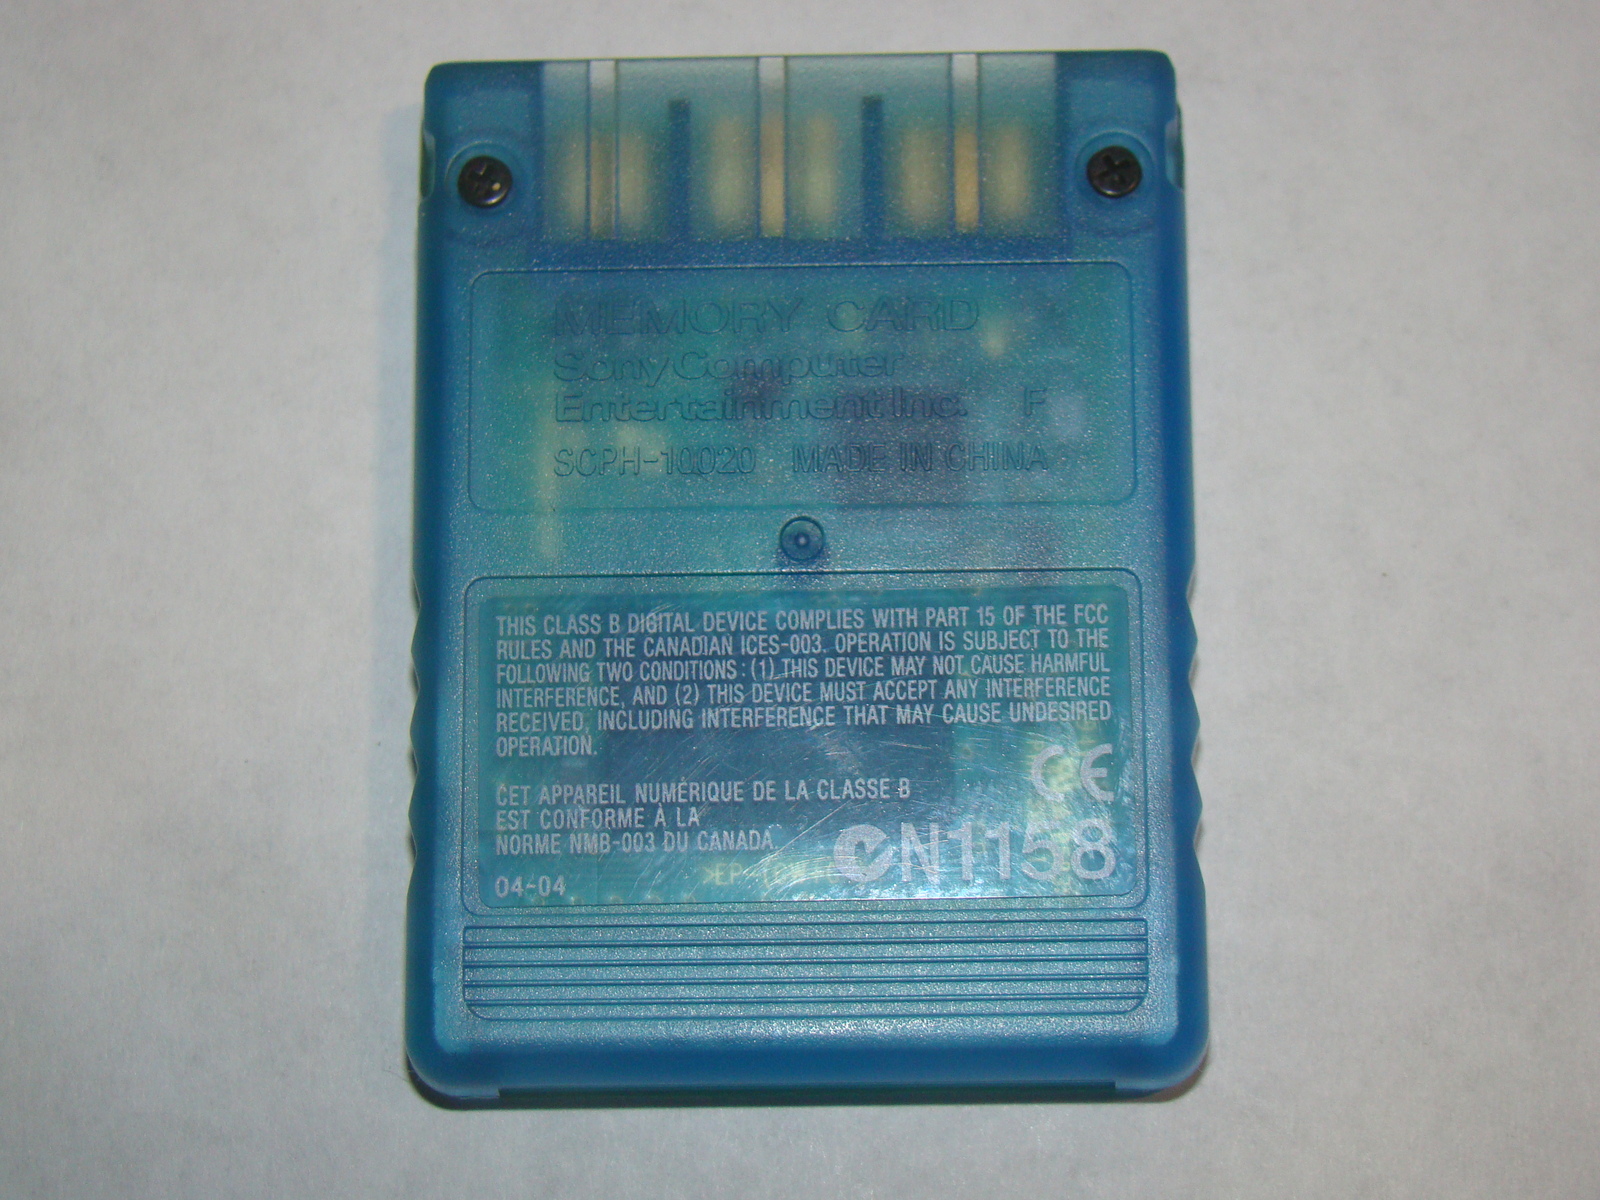 MEMORY CARD
Sony Computer
Entertainment Inc. F
SCPH-10020 MADE IN CHINA
THIS CLASS B DIGITAL DEVICE COMPLIES WITH PART 15 OF THE FCC
RULES AND THE CANADIAN ICES-003. OPERATION IS SUBJECT TO THE
FOLLOWING TWO CONDITIONS : (1) THIS DEVICE MAY NOT CAUSE HARMFUL
INTERFERENCE, AND (2) THIS DEVICE MUST ACCEPT ANY INTERFERENCE
RECEIVED, INCLUDING INTERFERENCE THAT MAY CAUSE UNDESIRED
OPERATION.
CE
CET APPAREIL NUMÉRIQUE DE LA CLASSE B
EST CONFORME À LA
NORME NMB-003 DU CANADA.
N1158
04-04